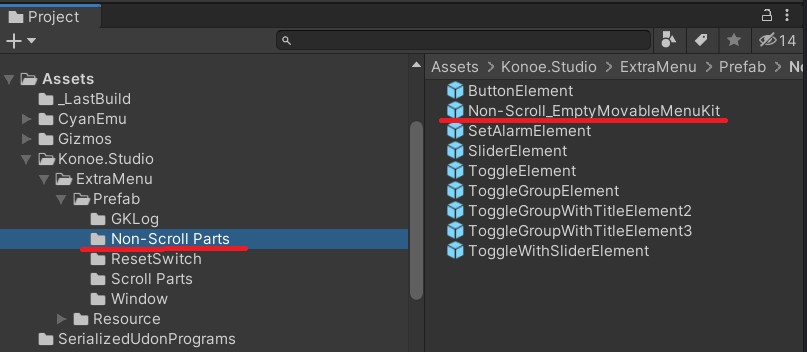 Project
14
Assets
_LastBuild
CyanEmu
Gizmos
Konoe.Studio
ExtraMenu
Prefab
GKLog
Non-Scroll Parts
ResetSwitch
Scroll Parts
Window
Resource
SerializedUdonPrograms
Assets > Konoe.Studio > ExtraMenu > Prefab > No
ButtonElement
Non-Scroll_EmptyMovableMenuKit
SetAlarmElement
SliderElement
ToggleElement
ToggleGroupElement
ToggleGroupWithTitleElement2
ToggleGroupWithTitleElement3
ToggleWithSliderElement